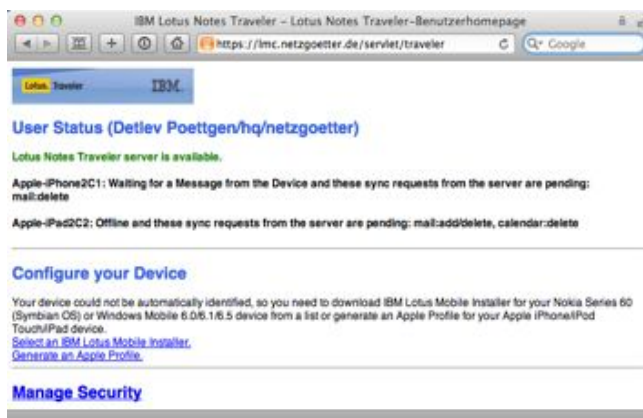 IBM Lotus Notes Traveler – Lotus Notes Traveler-Benutzerhomepage
https://lmc.netzgoetter.de/servlet/traveler
Google
Lotus. Traveler
IBM.
User Status (Detlev Poettgen/hq/netzgoetter)
Lotus Notes Traveler server is available.
Apple-iPhone2C1: Waiting for a Message from the Device and these sync requests from the server are pending:
mail:delete
Apple-iPad2C2: Offline and these sync requests from the server are pending: mail:add/delete, calendar:delete
Configure your Device
Your device could not be automatically identified, so you need to download IBM Lotus Mobile Installer for your Nokia Series 60
(Symbian OS) or Windows Mobile 6.0/6.1/6.5 device from a list or generate an Apple Profile for your Apple iPhone/iPod
Touch/iPad device.
Select an IBM Lotus Mobile Installer.
Generate an Apple Profile.
Manage Security